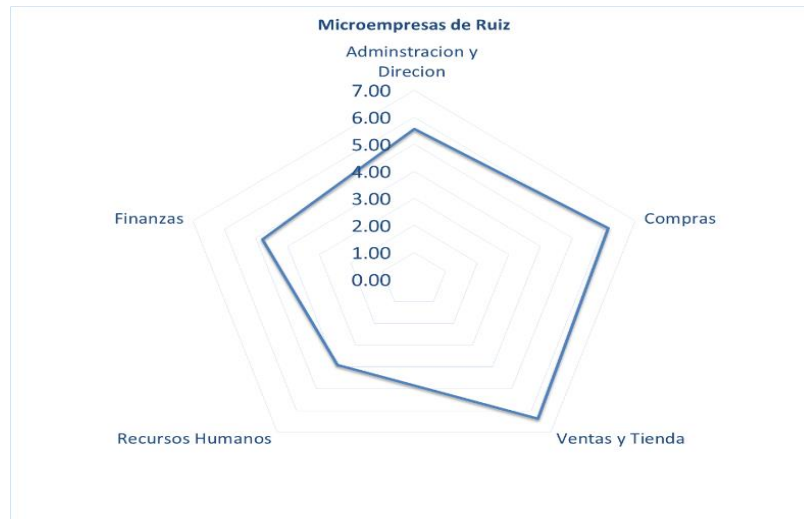 Microempresas de Ruiz
Adminstracion y
Direcion
7.00
6.00
5.00
4.00
3.00
2.00
1.00
0.00
Finanzas
Compras
Recursos Humanos
Ventas y Tienda